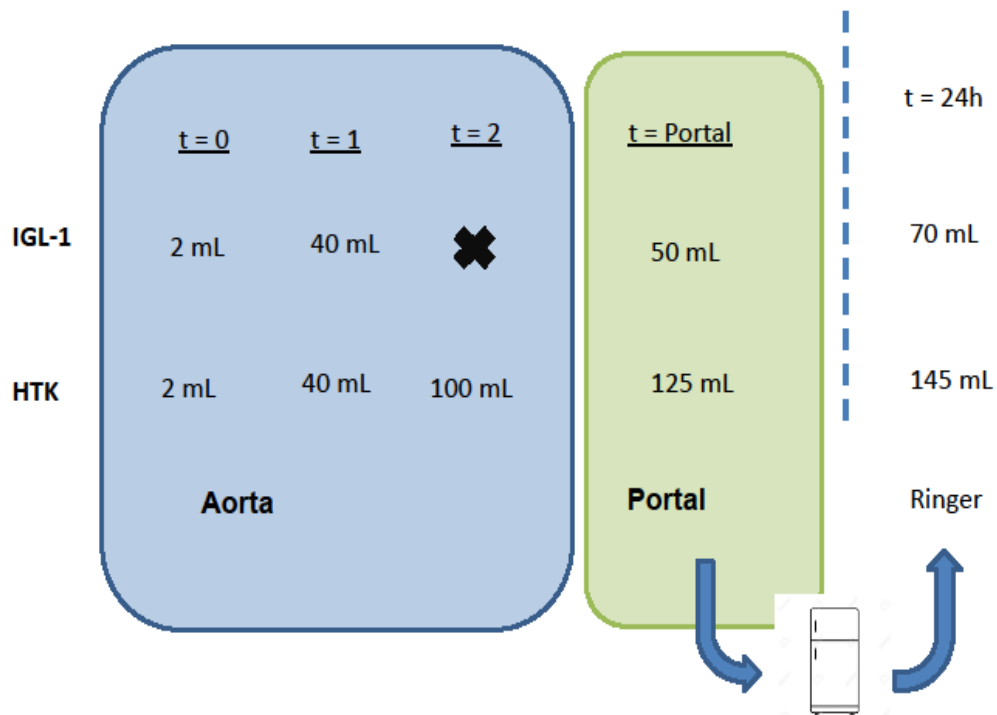 t = 24h
t = 0 t = 1 t = 2 t = Portal
IGL-1 2 mL 40 mL 50 mL 70 mL
HTK 2 mL 40 mL 100 mL 125 mL 145 mL
Aorta Portal Ringer